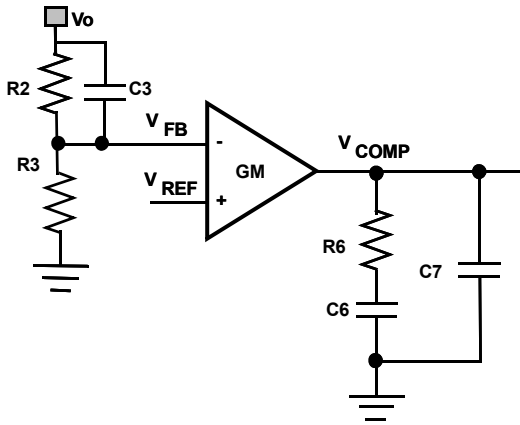 Vo
R2
C3
V FB
-
R3
GM
V COMP
V REF
+
R6
C7
C6